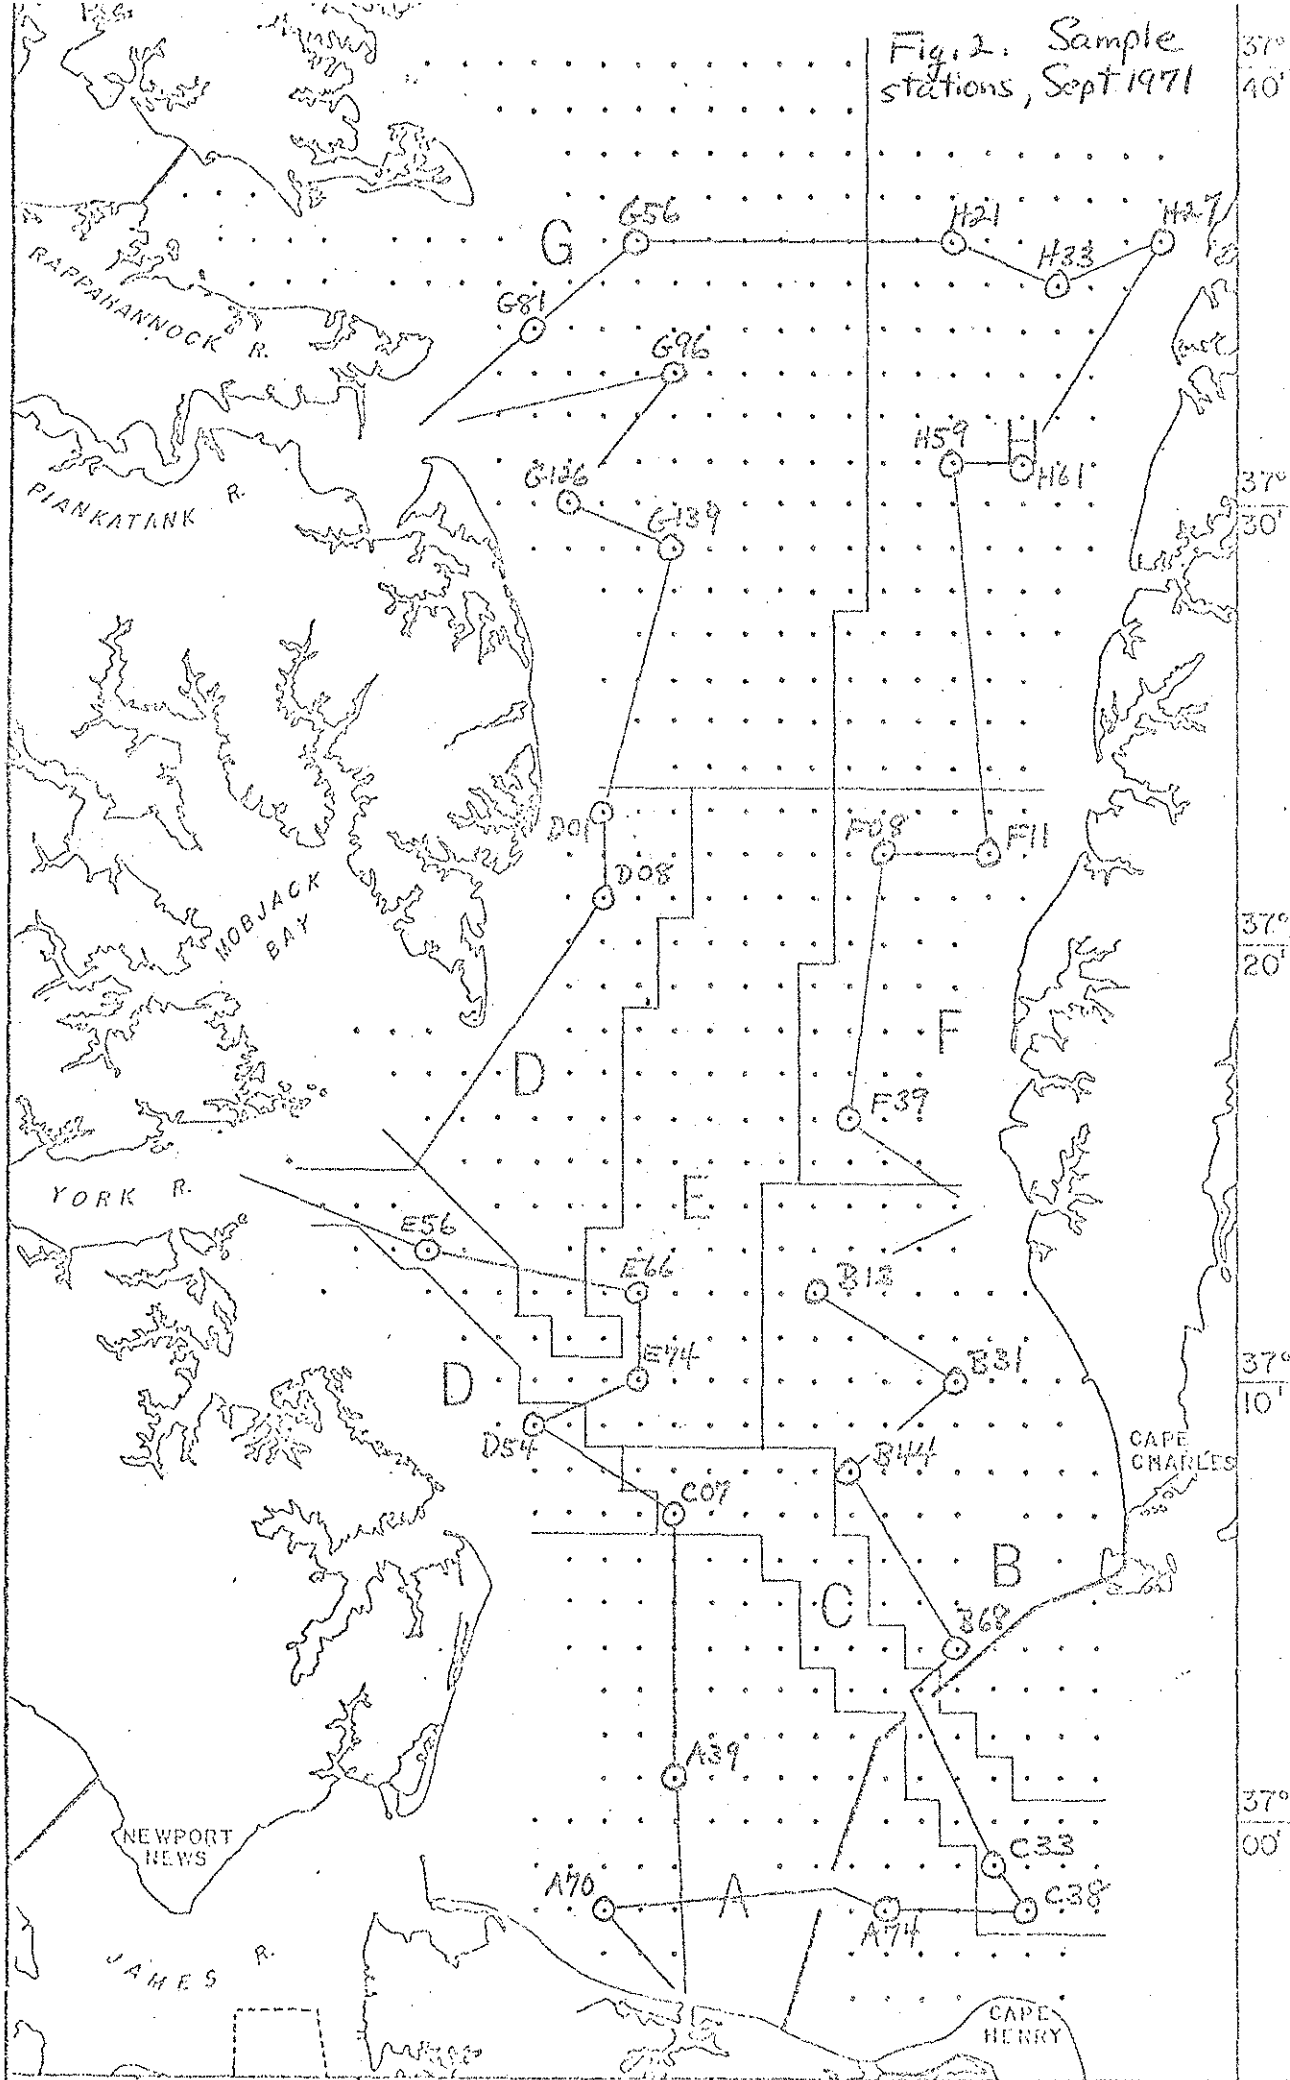 Fig. 2. Sample
stations, Sept 1971
37°
40'
G56
H21
H27
G
H33
RAPPAHANNOCK R.
G81
G96
H59
H
H61
PIANKATANK R.
37°
30'
G139
D01
F08
F11
D08
MOBJACK
BAY
37°
20'
F
D
F39
YORK R.
E
E56
E66
B31
E74
D
37°
10'
D54
B44
CAPE
CHARLES
C07
B
C
B68
A39
37°
00'
NEWPORT
NEWS
C33
A70
A
C38
A74
JAMES R.
CAPE
HENRY